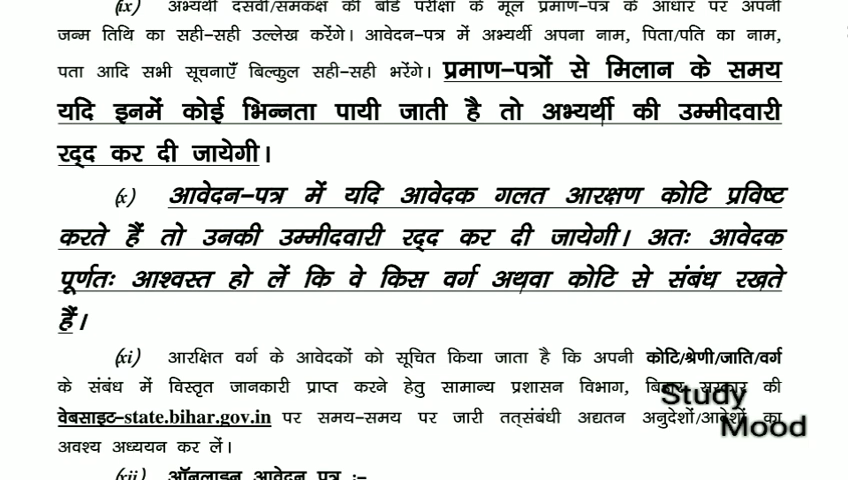 (ix) अभ्यर्थी दसवीं/समकक्ष की बोर्ड परीक्षा के मूल प्रमाण-पत्र के आधार पर अपनी
जन्म तिथि का सही-सही उल्लेख करेंगे। आवेदन-पत्र में अभ्यर्थी अपना नाम, पिता/पति का नाम,
पता आदि सभी सूचनाएँ बिल्कुल सही-सही भरेंगे। प्रमाण-पत्रों से मिलान के समय
यदि इनमें कोई भिन्नता पायी जाती है तो अभ्यर्थी की उम्मीदवारी
रद्द कर दी जायेगी।
(x) आवेदन-पत्र में यदि आवेदक गलत आरक्षण कोटि प्रविष्ट
करते हैं तो उनकी उम्मीदवारी रद्द कर दी जायेगी। अतः आवेदक
पूर्णतः आश्वस्त हो लें कि वे किस वर्ग अथवा कोटि से संबंध रखते
हैं।
(xi) आरक्षित वर्ग के आवेदकों को सूचित किया जाता है कि अपनी कोटि/श्रेणी/जाति/वर्ग
के संबंध में विस्तृत जानकारी प्राप्त करने हेतु सामान्य प्रशासन विभाग, बिहार सरकार की
वेबसाइट-state.bihar.gov.in पर समय-समय पर जारी तत्संबंधी अद्यतन अनुदेशों/आदेशों का
अवश्य अध्ययन कर लें।
(xii) ऑनलाइन आवेदन पत्र :-
Study
Mood